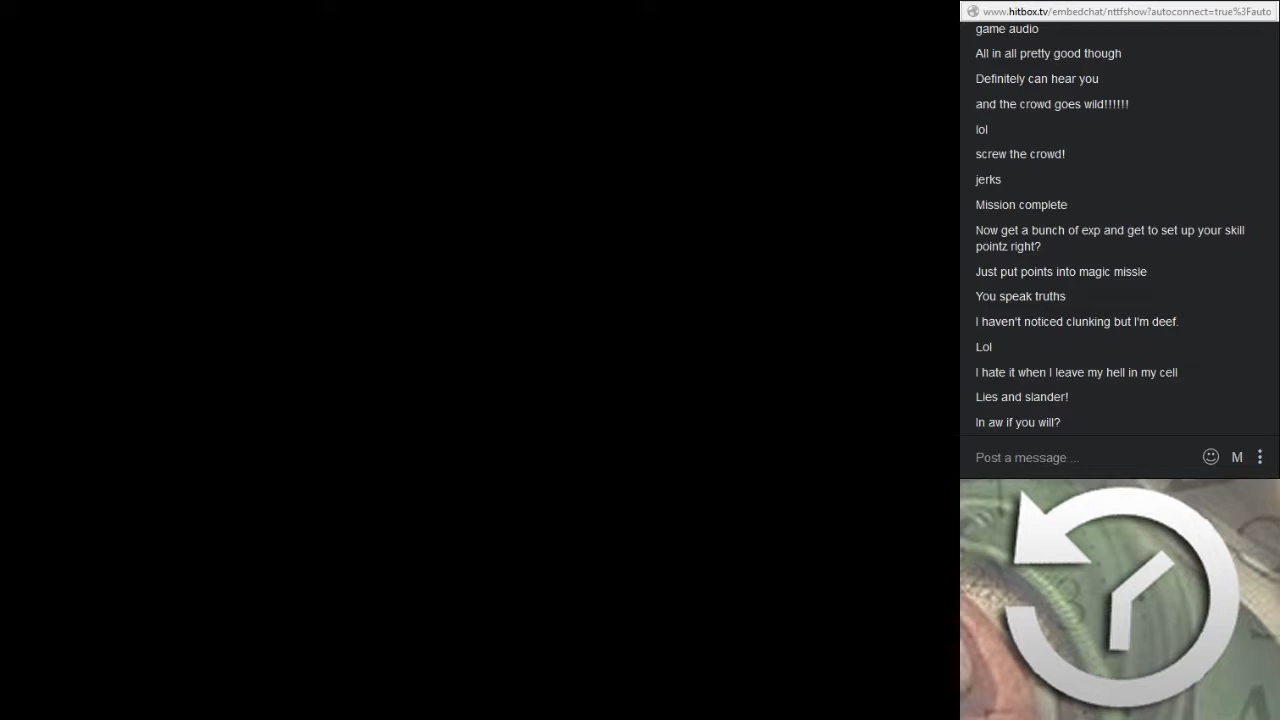 www.hitbox.tv/embedchat/nttfshow?autoconnect=true%3Fauto
game audio
All in all pretty good though
Definitely can hear you
and the crowd goes wild!!!!!!
lol
screw the crowd!
jerks
Mission complete
Now get a bunch of exp and get to set up your skill
pointz right?
Just put points into magic missle
You speak truths
I haven't noticed clunking but I'm deef.
Lol
I hate it when I leave my hell in my cell
Lies and slander!
In aw if you will?
Post a message ...
M